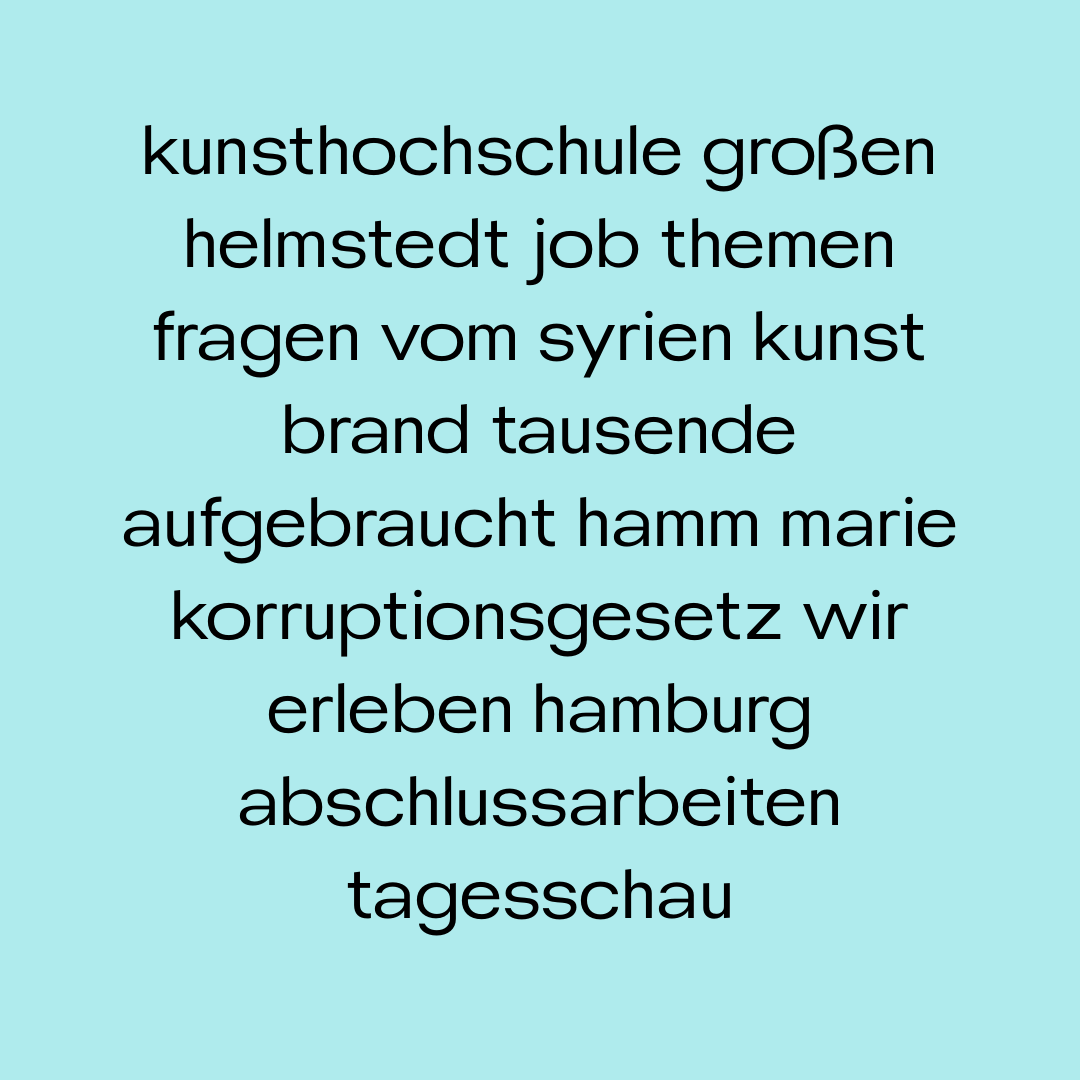 kunsthochschule großen
helmstedt job themen
fragen vom syrien kunst
brand tausende
aufgebraucht hamm marie
korruptionsgesetz wir
erleben hamburg
abschlussarbeiten
tagesschau